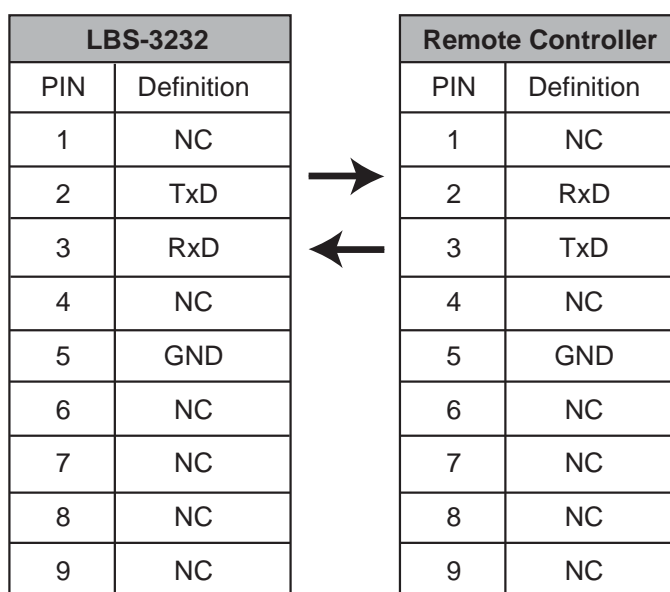 LBS-3232
PIN Definition
1 NC
2 TxD
3 RxD
4 NC
5 GND
6 NC
7 NC
8 NC
9 NC
Remote Controller
PIN Definition
1 NC
2 RxD
3 TxD
4 NC
5 GND
6 NC
7 NC
8 NC
9 NC